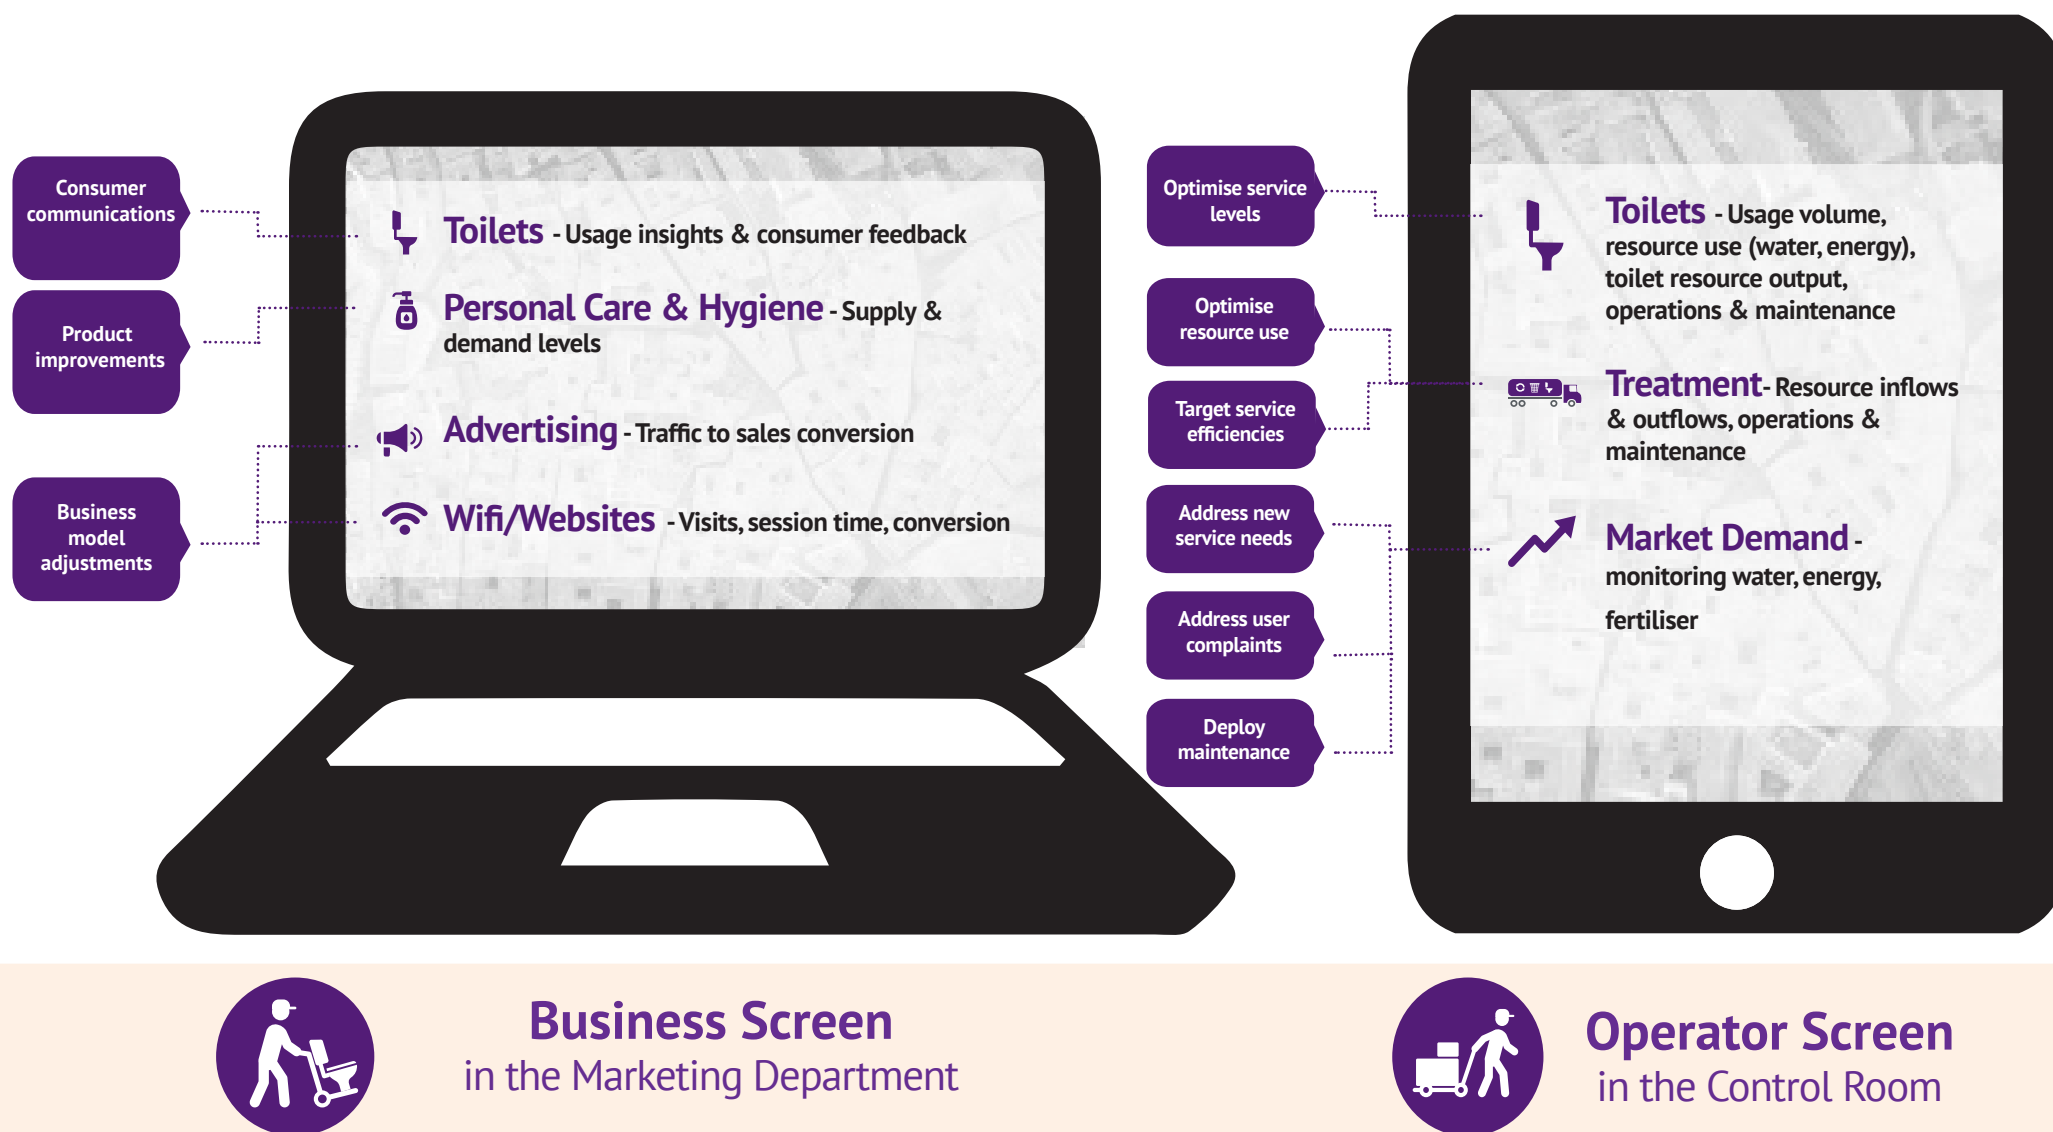 Consumer
communications
Product
improvements
Business
model
adjustments
Toilets - Usage insights & consumer feedback
Personal Care & Hygiene - Supply &
demand levels
Advertising - Traffic to sales conversion
Wifi/Websites - Visits, session time, conversion
Optimise service
levels
Optimise
resource use
Target service
efficiencies
Address new
service needs
Address user
complaints
Deploy
maintenance
Toilets - Usage volume,
resource use (water, energy),
toilet resource output,
operations & maintenance
Treatment- Resource inflows
& outflows, operations &
maintenance
Market Demand -
monitoring water, energy,
fertiliser
Business Screen
in the Marketing Department
Operator Screen
in the Control Room